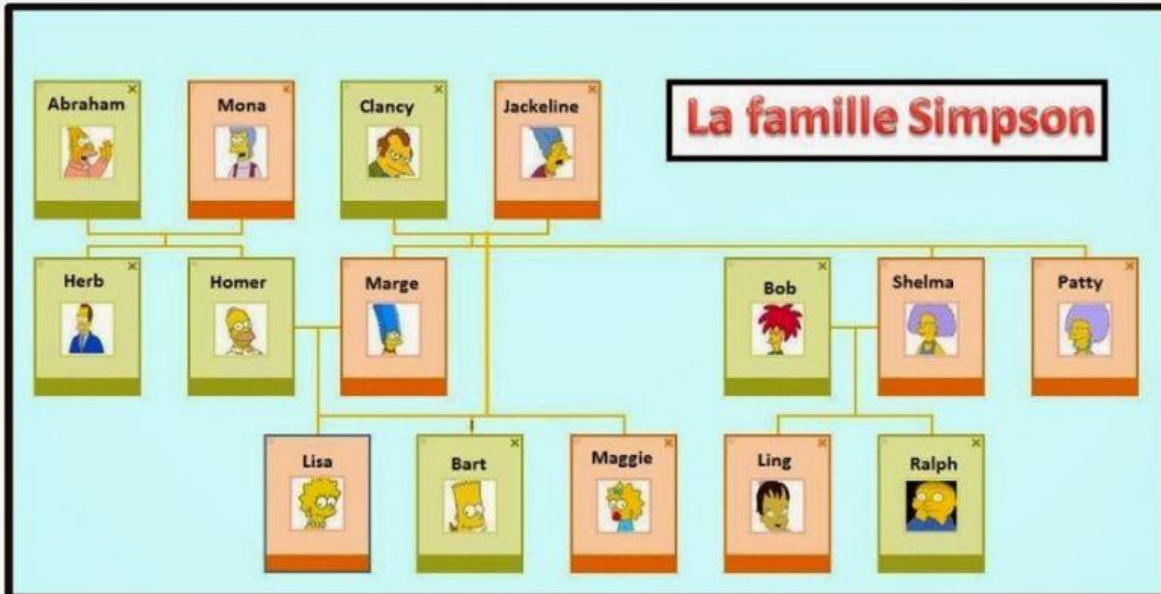 La famille Simpson
Abraham
Mona
Clancy
Jackeline
Herb
Homer
Marge
Bob
Shelma
Patty
Lisa
Bart
Maggie
Ling
Ralph